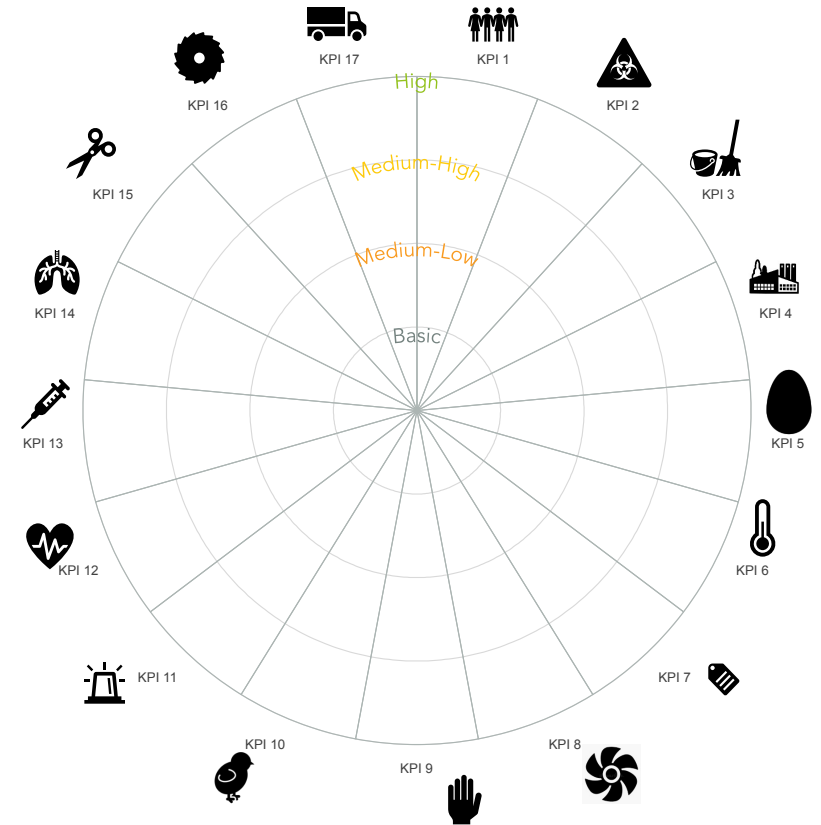 KPI 17
KPI 1
High
KPI 16
KPI 2
Medium-High
KPI 15
KPI 3
Medium-Low
KPI 14
KPI 4
Basic
KPI 13
KPI 5
KPI 12
KPI 6
KPI 11
KPI 7
KPI 10
KPI 8
KPI 9